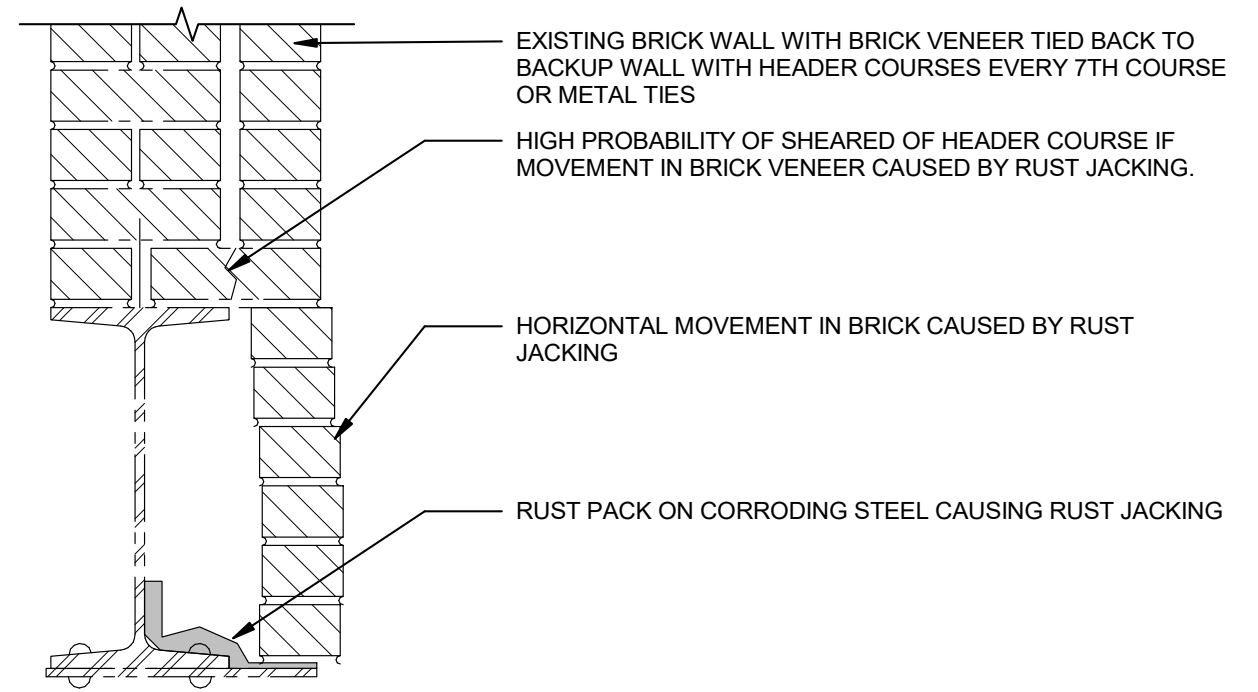 EXISTING BRICK WALL WITH BRICK VENEER TIED BACK TO
BACKUP WALL WITH HEADER COURSES EVERY 7TH COURSE
OR METAL TIES
HIGH PROBABILITY OF SHEARED OF HEADER COURSE IF
MOVEMENT IN BRICK VENEER CAUSED BY RUST JACKING.
HORIZONTAL MOVEMENT IN BRICK CAUSED BY RUST
JACKING
RUST PACK ON CORRODING STEEL CAUSING RUST JACKING